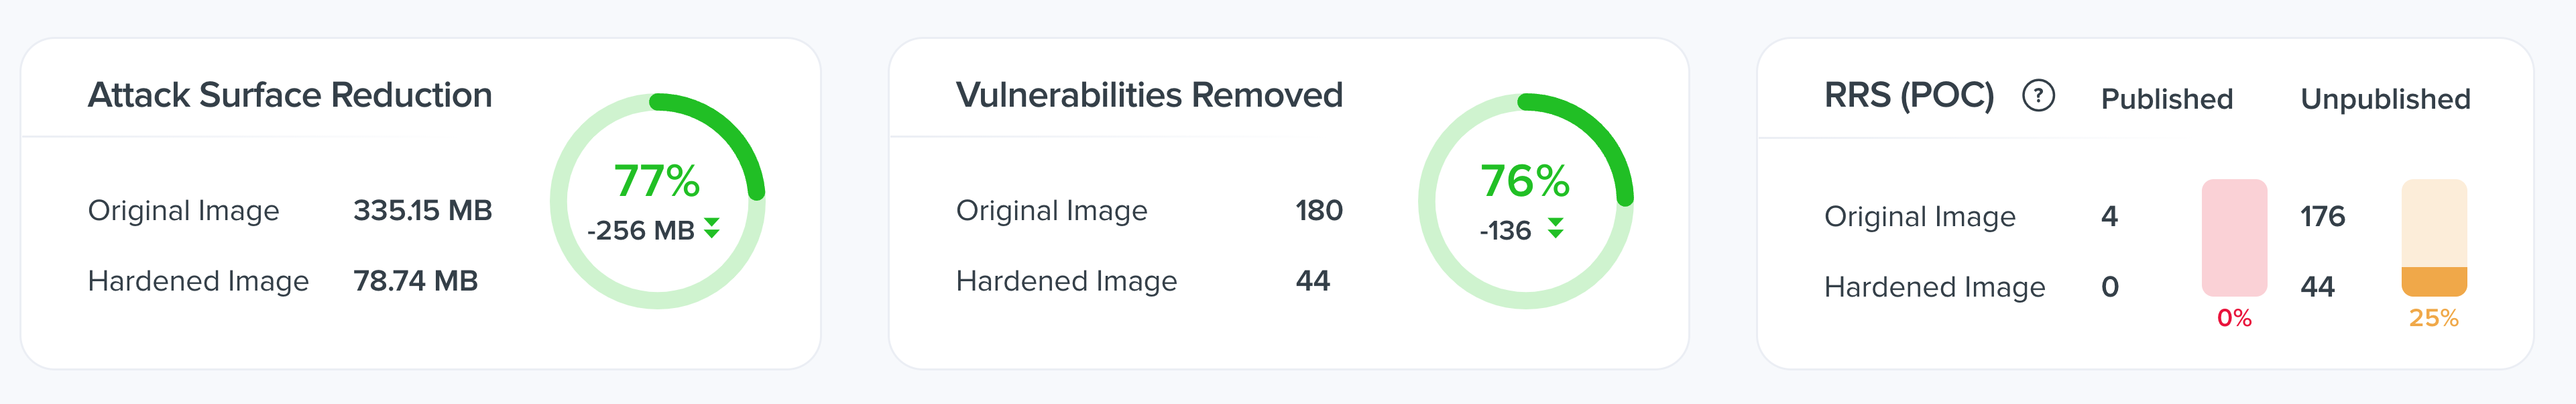 Attack Surface Reduction
Original Image 335.15 MB
Hardened Image 78.74 MB
77%
-256 MB
Vulnerabilities Removed
Original Image 180
Hardened Image 44
76%
-136
RRS (POC) ? Published Unpublished
Original Image 4 176
Hardened Image 0 44
0% 25%